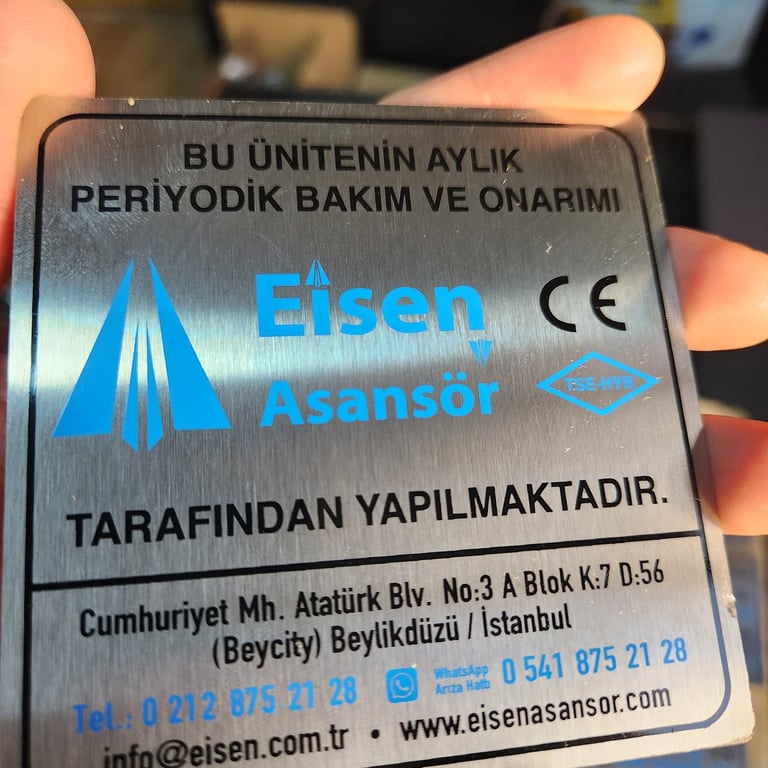 BU ÜNİTENİN AYLIK
PERİYODİK BAKIM VE ONARIMI
Eisen
Asansör
CE
TSE-HYB
TARAFINDAN YAPILMAKTADIR.
Cumhuriyet Mh. Atatürk Blv. No:3 A Blok K:7 D:56
(Beycity) Beylikdüzü / İstanbul
Tel.: 0 212 875 21 28 WhatsApp Arıza Hattı 0 541 875 21 28
info@eisen.com.tr • www.eisenasansor.com